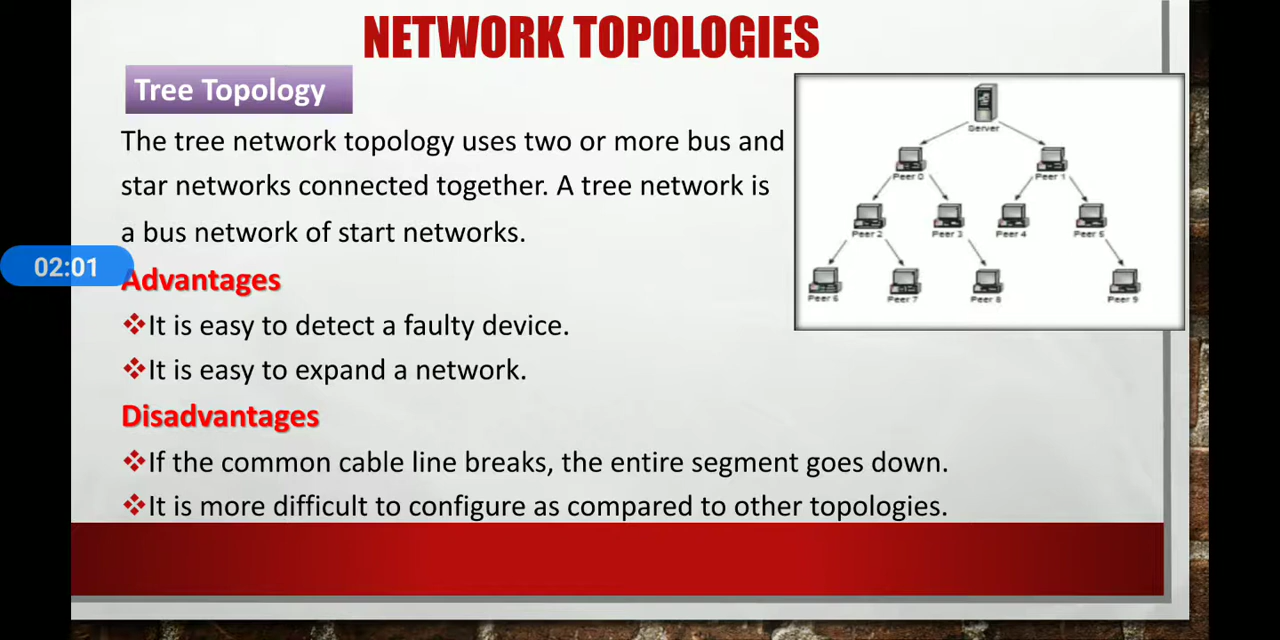 NETWORK TOPOLOGIES
Tree Topology
The tree network topology uses two or more bus and
star networks connected together. A tree network is
a bus network of start networks.
02:01
Advantages
❖It is easy to detect a faulty device.
❖It is easy to expand a network.
Disadvantages
❖If the common cable line breaks, the entire segment goes down.
❖It is more difficult to configure as compared to other topologies.
Server
Peer 0 Peer 1
Peer 2 Peer 3 Peer 4 Peer 5
Peer 6 Peer 7 Peer 8 Peer 9